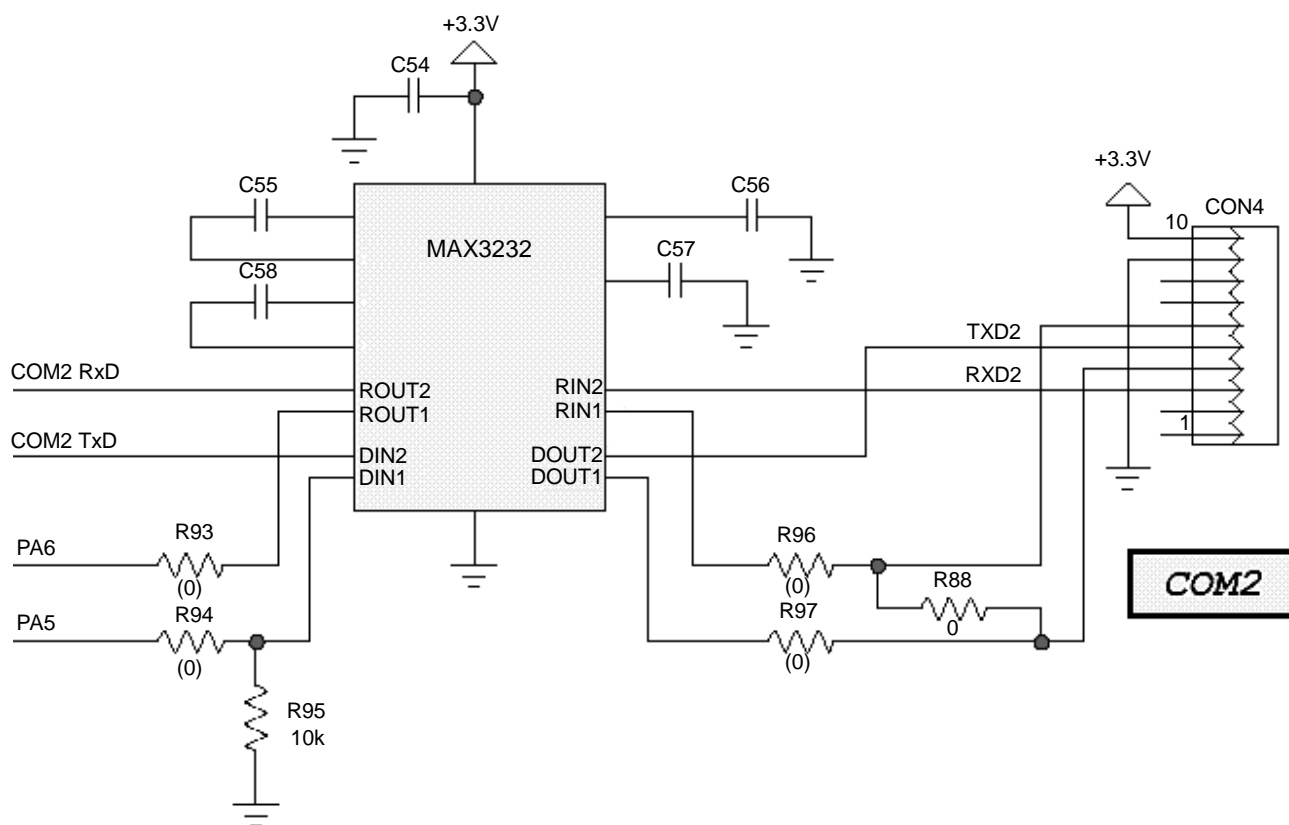 +3.3V
C54
+3.3V
C55
C56
CON4
10
MAX3232
C57
C58
TXD2
COM2 RxD
RXD2
ROUT2
RIN2
ROUT1
RIN1
1
COM2 TxD
DIN2
DOUT2
DIN1
DOUT1
R93
R96
PA6
(0)
(0)
R88
COM2
R94
R97
0
PA5
(0)
(0)
R95
10k